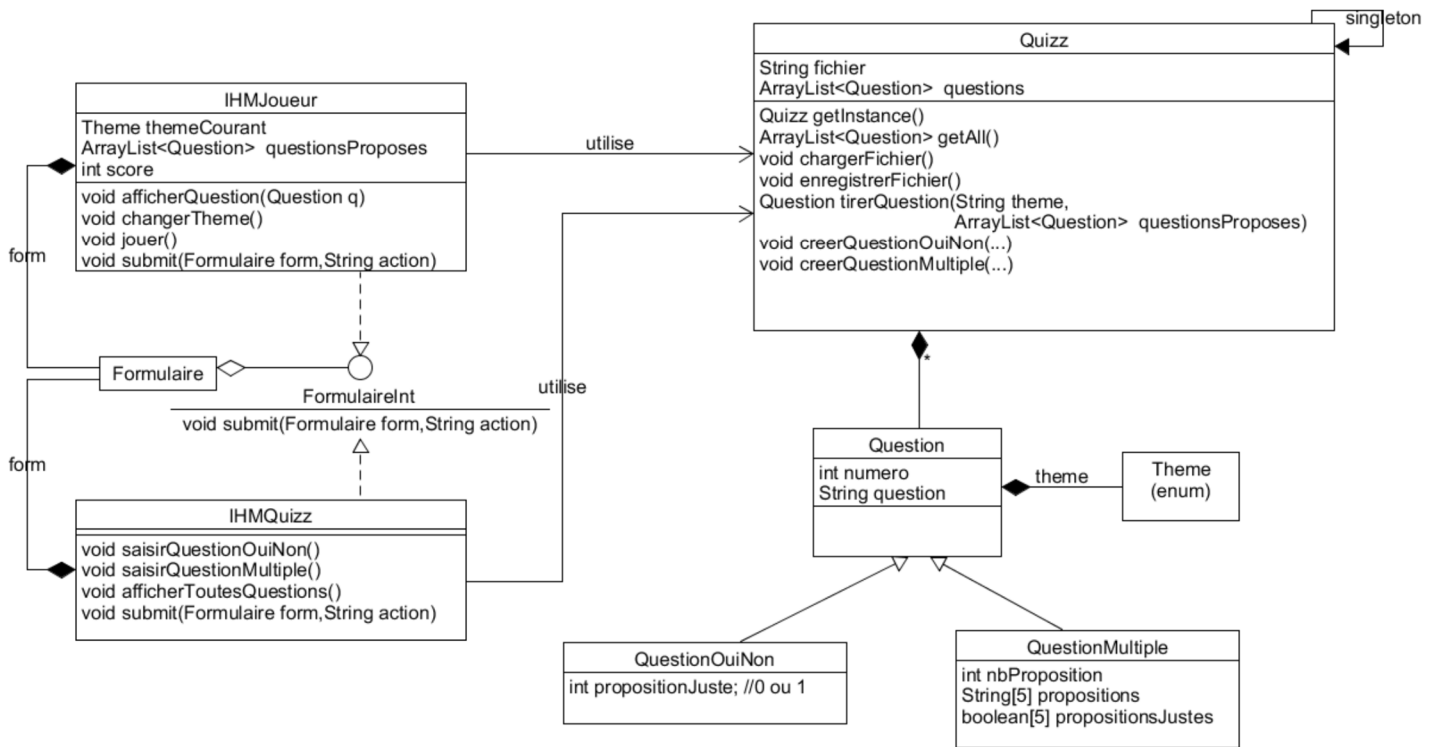 singleton
Quizz
String fichier
ArrayList<Question> questions
Quizz getInstance()
ArrayList<Question> getAll()
void chargerFichier()
void enregistrerFichier()
Question tirerQuestion(String theme,
ArrayList<Question> questionsProposes)
void creerQuestionOuiNon(...)
void creerQuestionMultiple(...)
IHMJoueur
Theme themeCourant
ArrayList<Question> questionsProposes
int score
void afficherQuestion(Question q)
void changerTheme()
void jouer()
void submit(Formulaire form,String action)
utilise
form
Formulaire
FormulaireInt
void submit(Formulaire form,String action)
utilise
form
IHMQuizz
void saisirQuestionOuiNon()
void saisirQuestionMultiple()
void afficherToutesQuestions()
void submit(Formulaire form,String action)
*
Question
int numero
String question
theme
Theme
(enum)
QuestionOuiNon
int propositionJuste; //0 ou 1
QuestionMultiple
int nbProposition
String[5] propositions
boolean[5] propositionsJustes